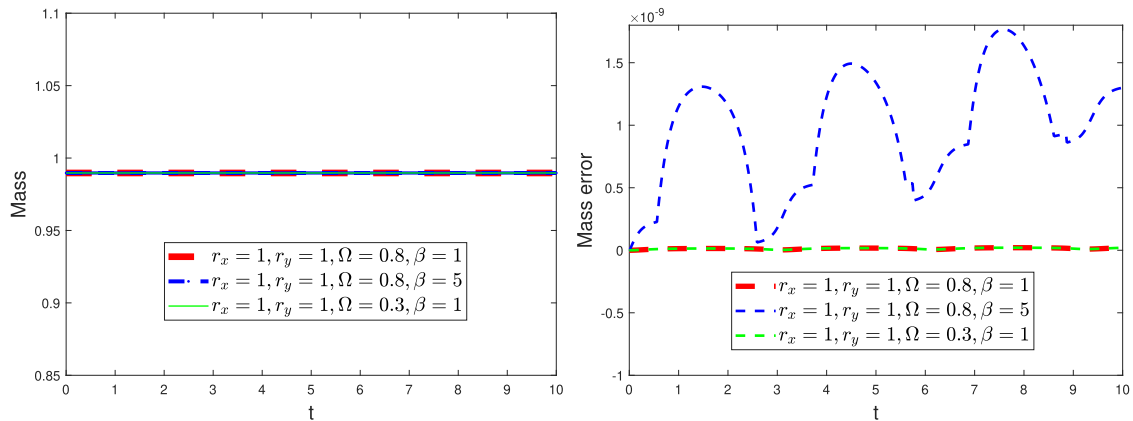 1.1
1.05
1
0.95
0.9
0.85
Mass
0 1 2 3 4 5 6 7 8 9 10
t
r_x = 1, r_y = 1, Ω = 0.8, β = 1
r_x = 1, r_y = 1, Ω = 0.8, β = 5
r_x = 1, r_y = 1, Ω = 0.3, β = 1
×10⁻⁹
1.5
1
0.5
0
-0.5
-1
Mass error
0 1 2 3 4 5 6 7 8 9 10
t
r_x = 1, r_y = 1, Ω = 0.8, β = 1
r_x = 1, r_y = 1, Ω = 0.8, β = 5
r_x = 1, r_y = 1, Ω = 0.3, β = 1